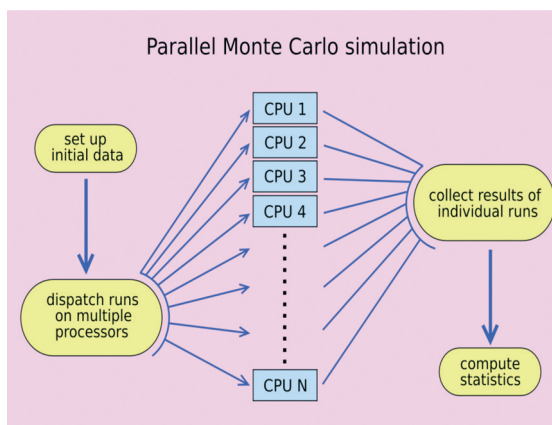 Parallel Monte Carlo simulation
set up
initial data
dispatch runs
on multiple
processors
CPU 1
CPU 2
CPU 3
CPU 4
CPU N
collect results of
individual runs
compute
statistics